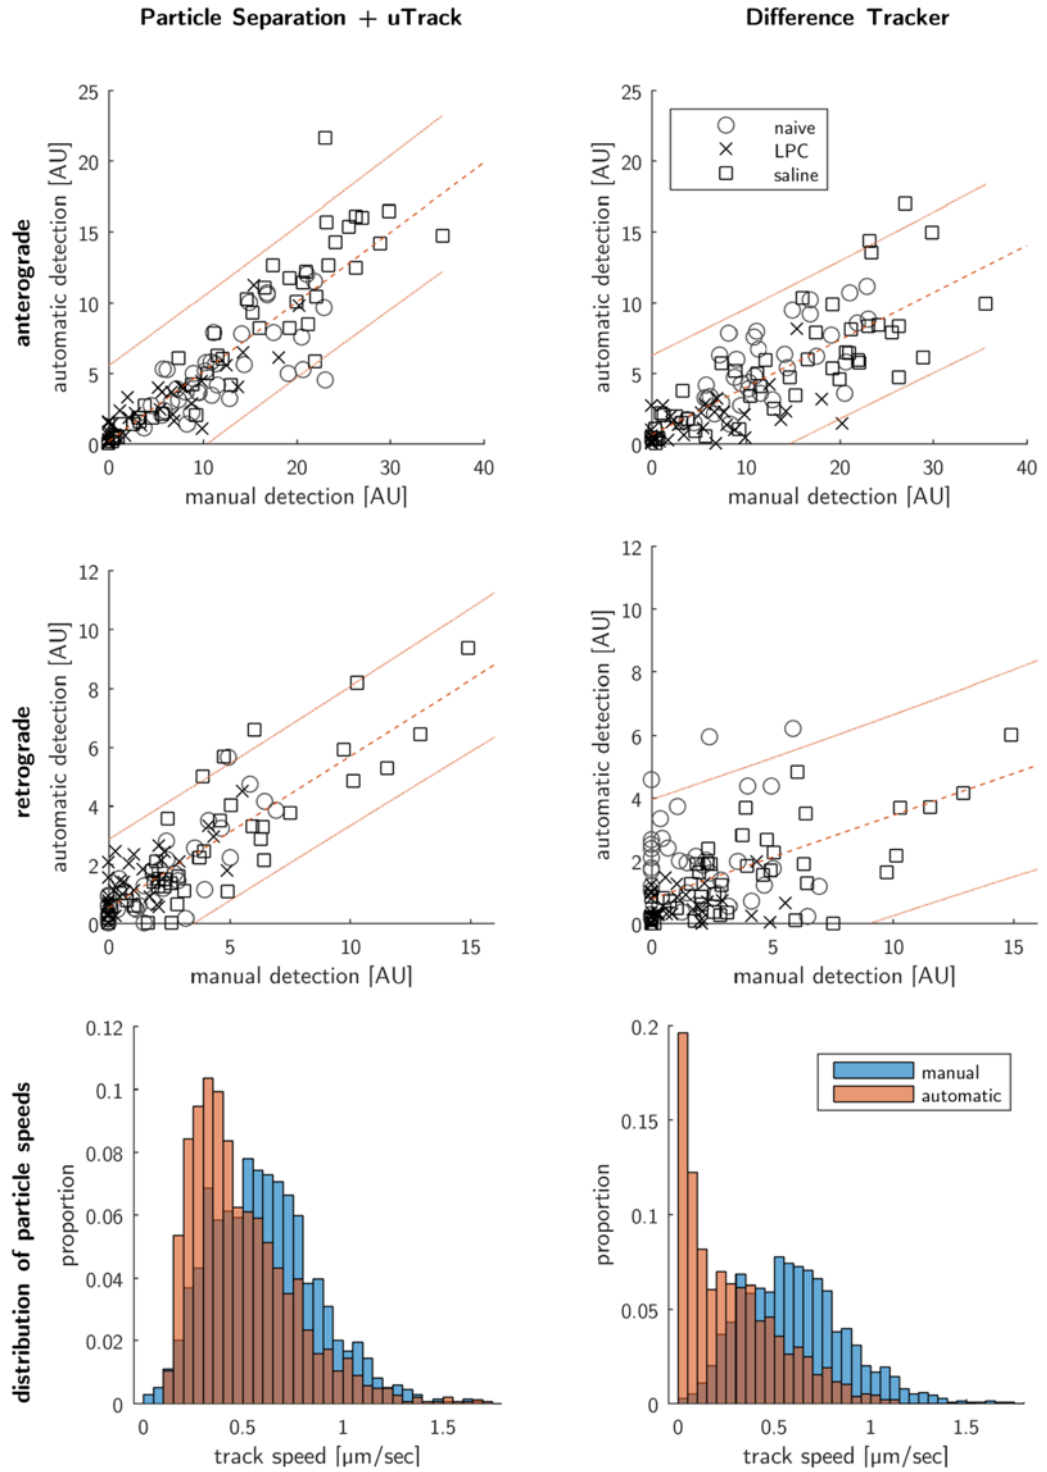 Particle Separation + uTrack
Difference Tracker
anterograde
automatic detection [AU]
25
20
15
10
5
0
0 10 20 30 40
manual detection [AU]
automatic detection [AU]
25
20
15
10
5
0
0 10 20 30 40
manual detection [AU]
naive
LPC
saline
retrograde
automatic detection [AU]
12
10
8
6
4
2
0
0 5 10 15
manual detection [AU]
automatic detection [AU]
12
10
8
6
4
2
0
0 5 10 15
manual detection [AU]
distribution of particle speeds
proportion
0.12
0.1
0.08
0.06
0.04
0.02
0
0 0.5 1 1.5
track speed [µm/sec]
proportion
0.2
0.15
0.1
0.05
0
0 0.5 1 1.5
track speed [µm/sec]
manual
automatic